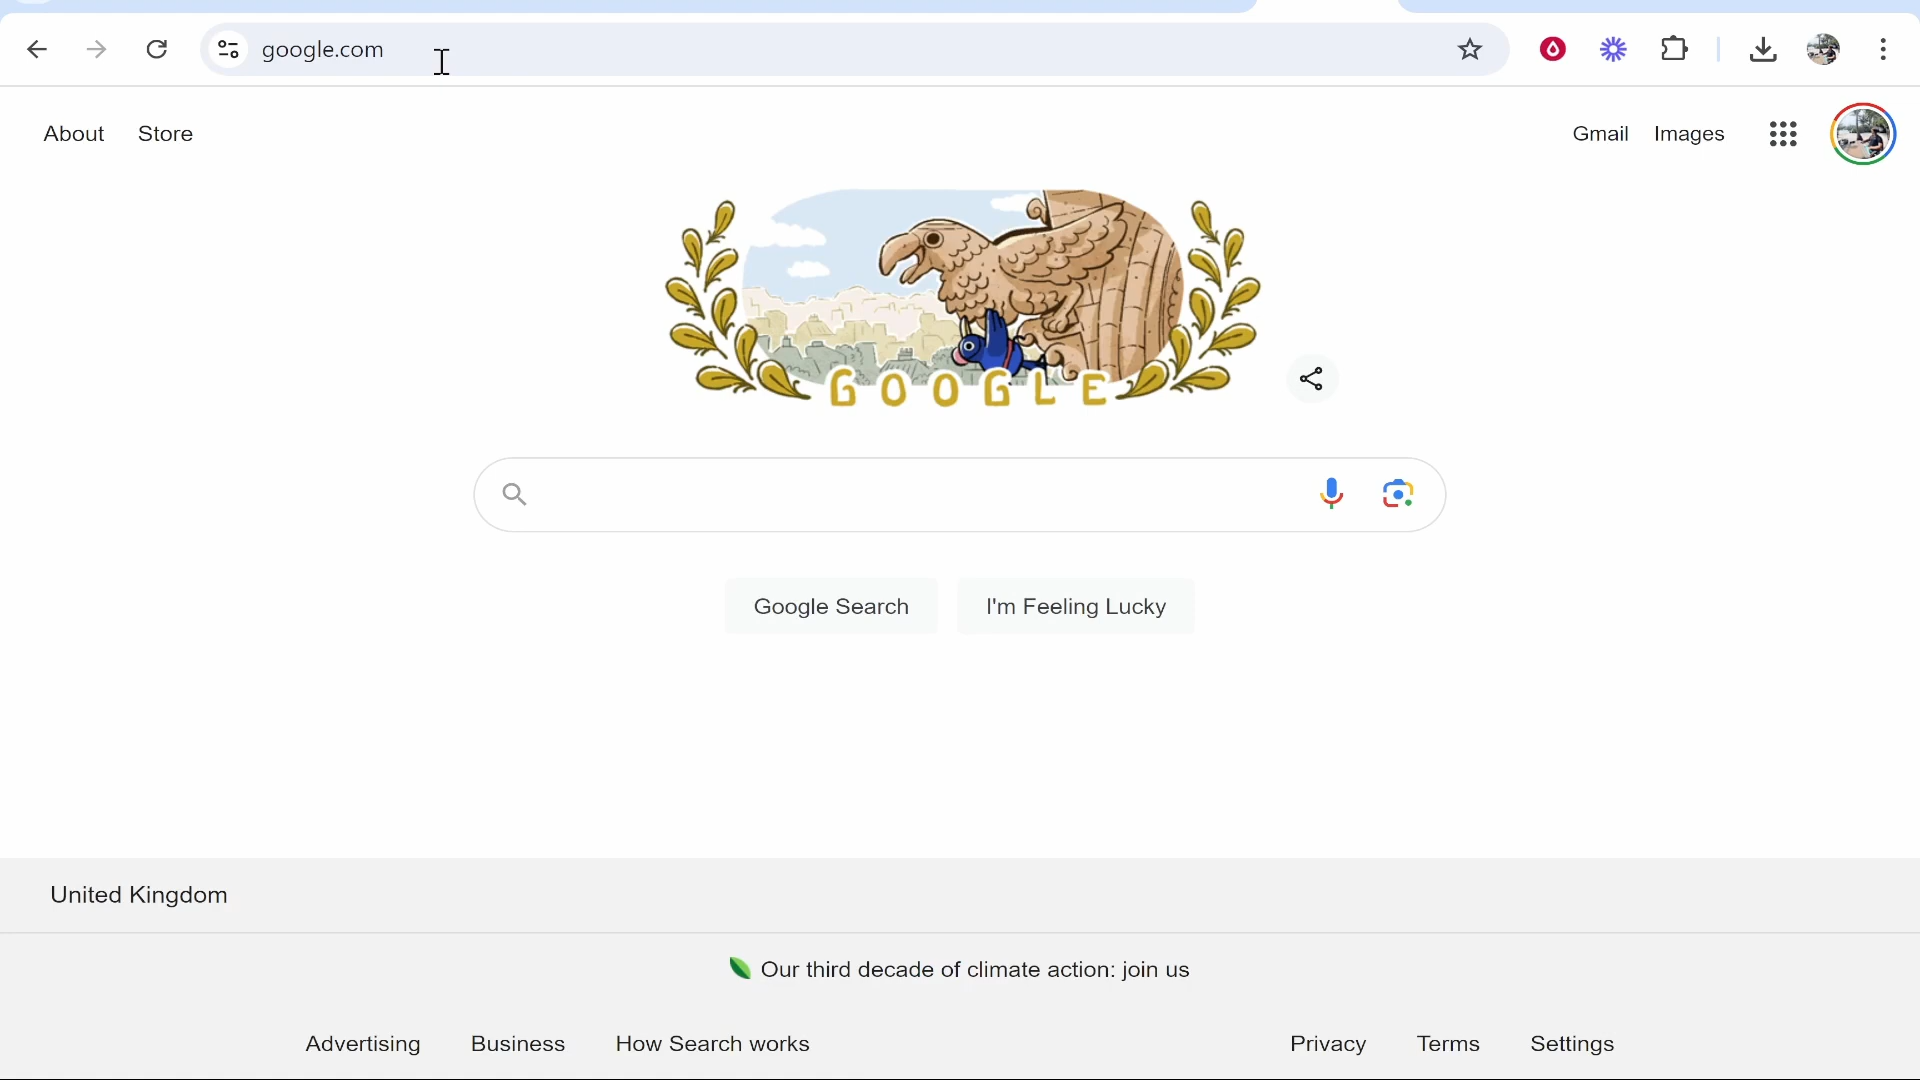 google.com
About Store
Gmail Images
GOOGLE
Google Search I'm Feeling Lucky
United Kingdom
Our third decade of climate action: join us
Advertising Business How Search works Privacy Terms Settings